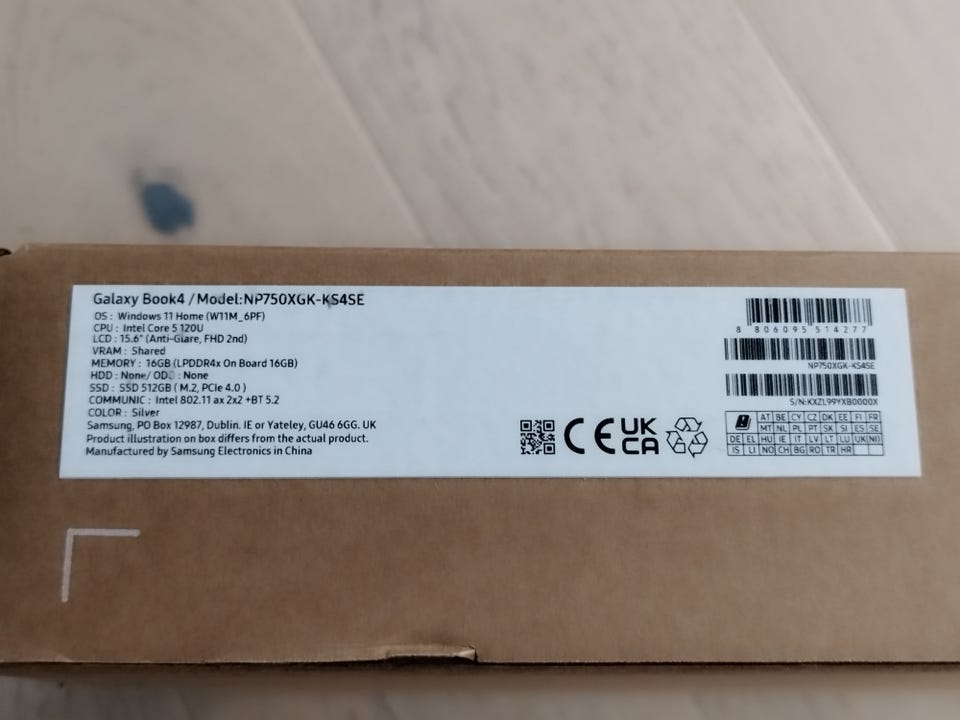 Galaxy Book4 / Model:NP750XGK-KS4SE
OS : Windows 11 Home (W11M_6PF)
CPU : Intel Core 5 120U
LCD : 15.6" (Anti-Glare, FHD 2nd)
VRAM : Shared
MEMORY : 16GB (LPDDR4x On Board 16GB)
HDD : None/ ODD : None
SSD : SSD 512GB ( M.2, PCIe 4.0 )
COMMUNIC : Intel 802.11 ax 2x2 +BT 5.2
COLOR : Silver
Samsung, PO Box 12987, Dublin. IE or Yateley, GU46 6GG. UK
Product illustration on box differs from the actual product.
Manufactured by Samsung Electronics in China
CE UK CA
8 806095 514277
NP750XGK-KS4SE
S/N:KXZL99YXB0000X
AT BE CY CZ DK EE FI FR
MT NL PL PT SK SI ES SE
DE EL HU IE IT LV LT LU UK(NI)
IS LI NO CH BG RO TR HR